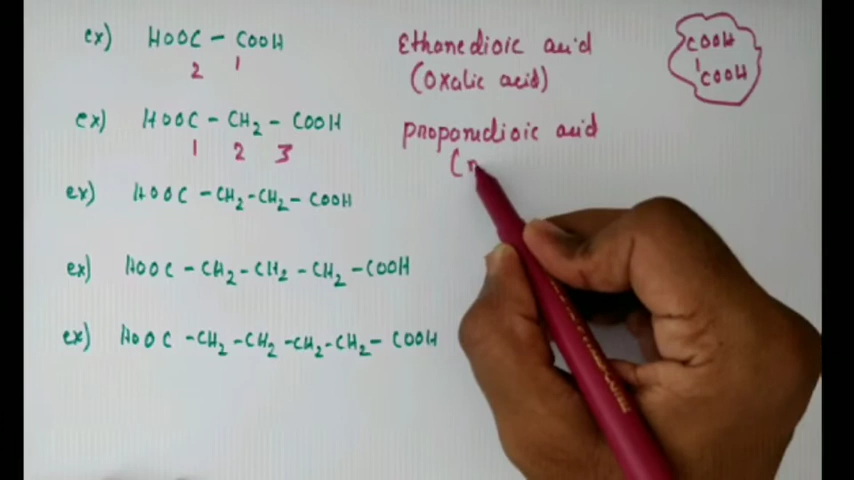 ex) HOOC - COOH Ethanedioic acid COOH
2 1 (Oxalic acid) COOH
ex) HOOC - CH2 - COOH propanedioic acid
1 2 3 (
ex) HOOC -CH2-CH2- COOH
ex) HOOC - CH2 - CH2 - CH2 -COOH
ex) HOOC -CH2-CH2 -CH2-CH2- COOH